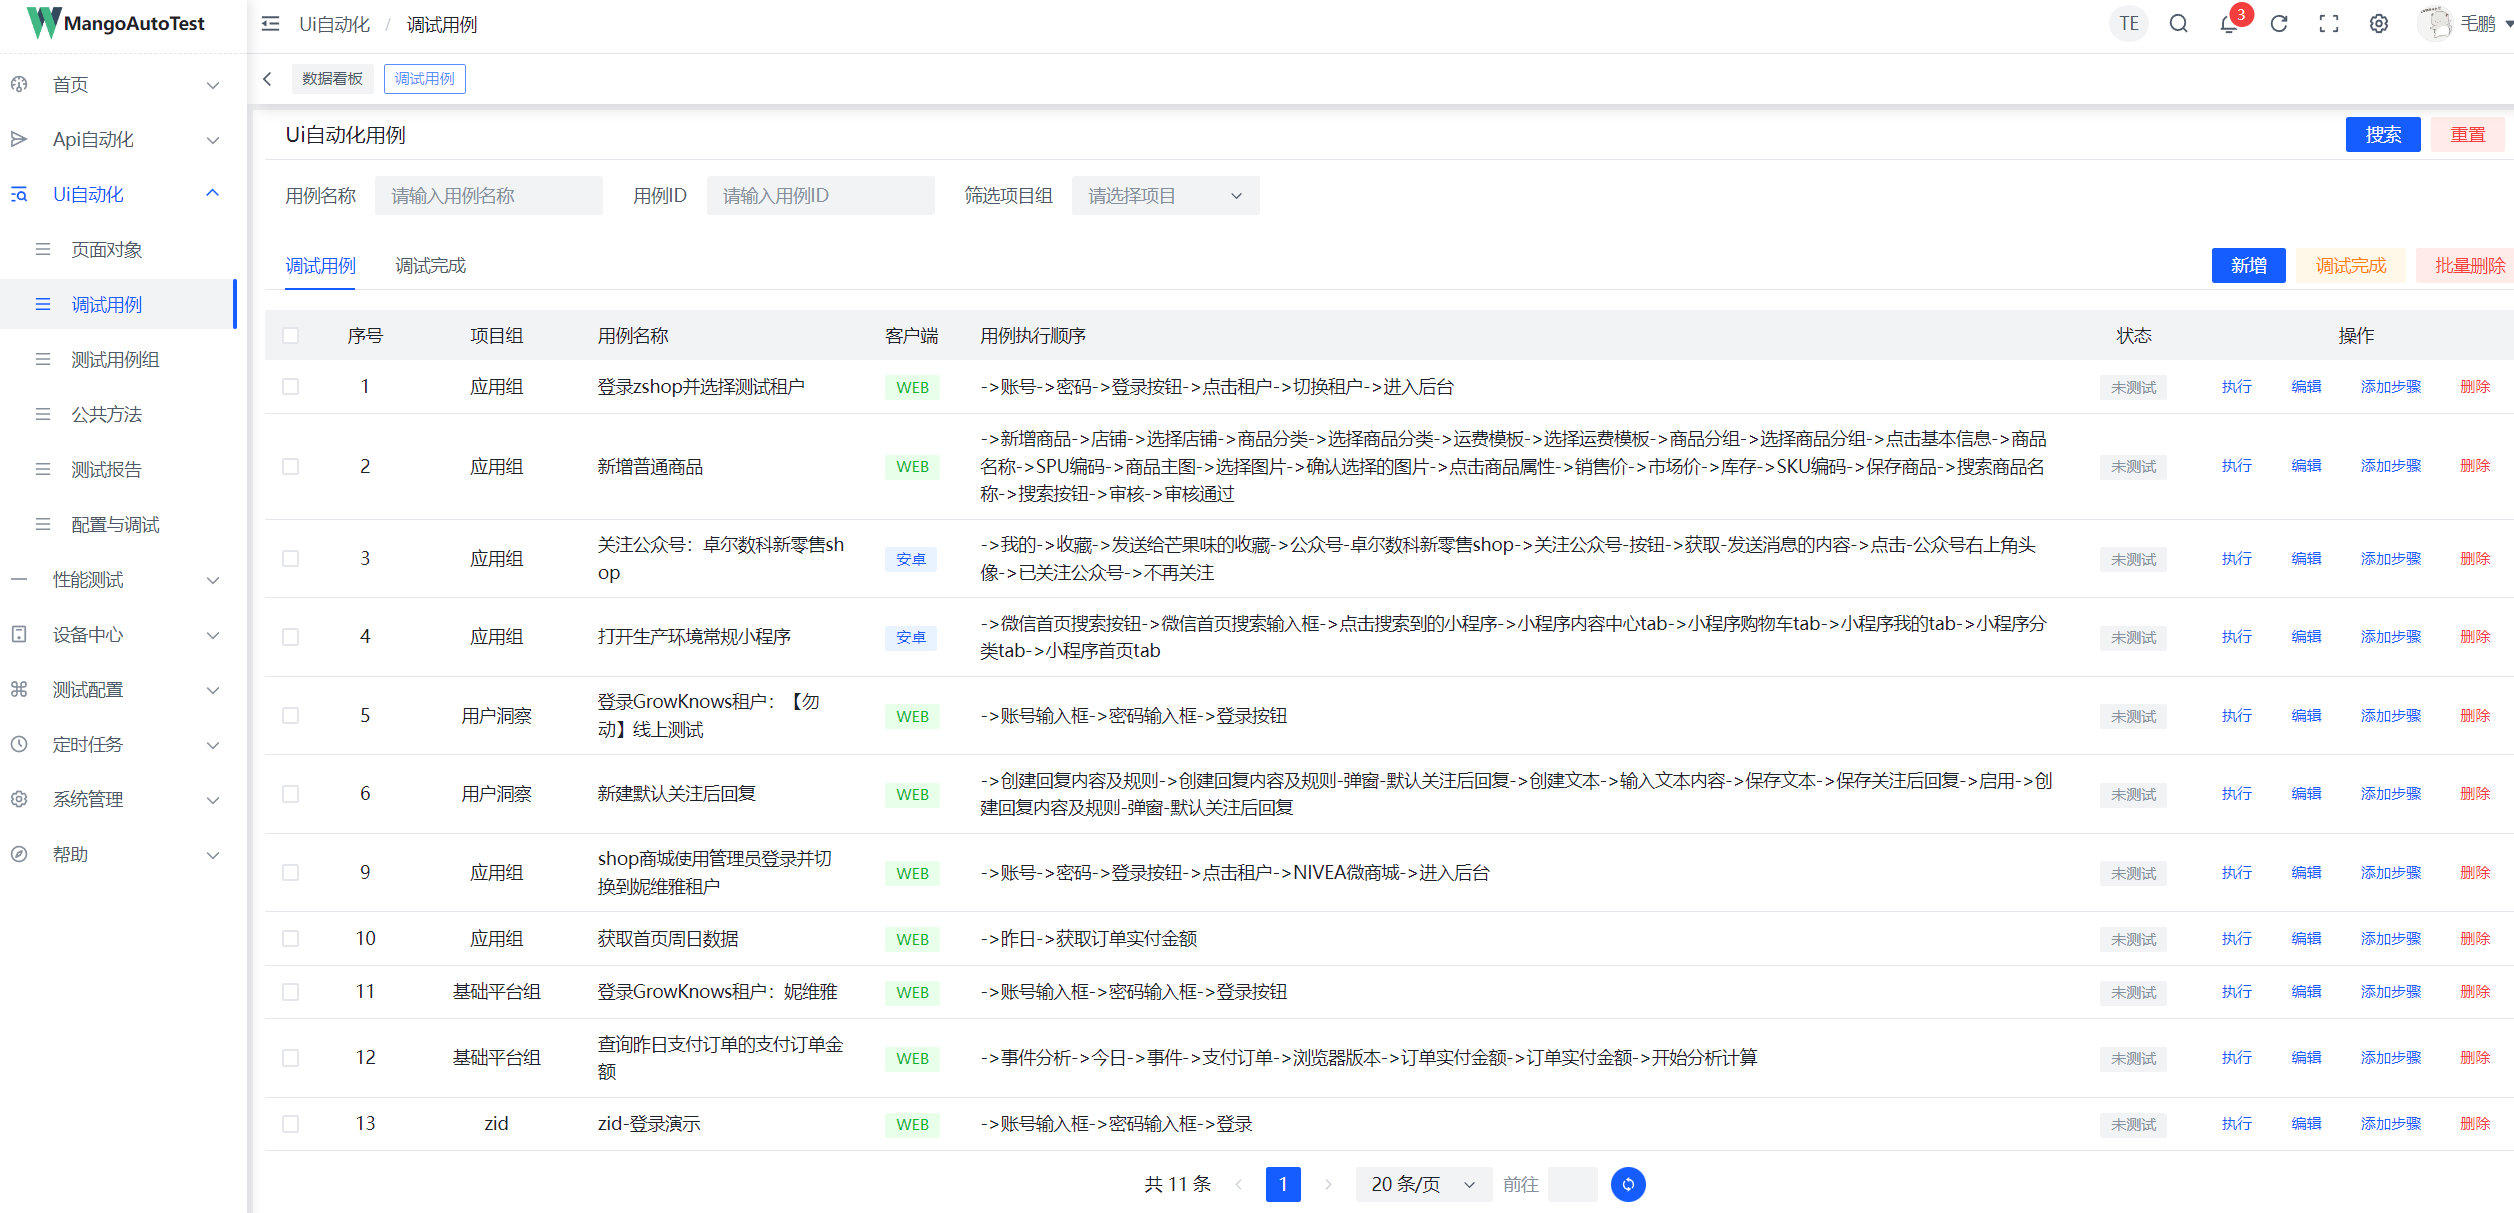 MangoAutoTest
Ui自动化 / 调试用例
TE
3
毛鹏
数据看板
调试用例
首页
Api自动化
Ui自动化
页面对象
调试用例
测试用例组
公共方法
测试报告
配置与调试
性能测试
设备中心
测试配置
定时任务
系统管理
帮助
Ui自动化用例
搜索
重置
用例名称 请输入用例名称 用例ID 请输入用例ID 筛选项目组 请选择项目
调试用例 调试完成
新增 调试完成 批量删除
序号 项目组 用例名称 客户端 用例执行顺序 状态 操作
1 应用组 登录zshop并选择测试租户 WEB ->账号->密码->登录按钮->点击租户->切换租户->进入后台 未测试 执行 编辑 添加步骤 删除
2 应用组 新增普通商品 WEB ->新增商品->店铺->选择店铺->商品分类->选择商品分类->运费模板->选择运费模板->商品分组->选择商品分组->点击基本信息->商品
名称->SPU编码->商品主图->选择图片->确认选择的图片->点击商品属性->销售价->市场价->库存->SKU编码->保存商品->搜索商品名
称->搜索按钮->审核->审核通过
未测试 执行 编辑 添加步骤 删除
3 应用组 关注公众号：卓尔数科新零售sh
op
安卓 ->我的->收藏->发送给芒果味的收藏->公众号-卓尔数科新零售shop->关注公众号-按钮->获取-发送消息的内容->点击-公众号右上角头
像->已关注公众号->不再关注
未测试 执行 编辑 添加步骤 删除
4 应用组 打开生产环境常规小程序 安卓 ->微信首页搜索按钮->微信首页搜索输入框->点击搜索到的小程序->小程序内容中心tab->小程序购物车tab->小程序我的tab->小程序分
类tab->小程序首页tab
未测试 执行 编辑 添加步骤 删除
5 用户洞察 登录GrowKnows租户：【勿
动】线上测试
WEB ->账号输入框->密码输入框->登录按钮 未测试 执行 编辑 添加步骤 删除
6 用户洞察 新建默认关注后回复 WEB ->创建回复内容及规则->创建回复内容及规则-弹窗-默认关注后回复->创建文本->输入文本内容->保存文本->保存关注后回复->启用->创
建回复内容及规则-弹窗-默认关注后回复
未测试 执行 编辑 添加步骤 删除
9 应用组 shop商城使用管理员登录并切
换到妮维雅租户
WEB ->账号->密码->登录按钮->点击租户->NIVEA微商城->进入后台 未测试 执行 编辑 添加步骤 删除
10 应用组 获取首页周日数据 WEB ->昨日->获取订单实付金额 未测试 执行 编辑 添加步骤 删除
11 基础平台组 登录GrowKnows租户：妮维雅 WEB ->账号输入框->密码输入框->登录按钮 未测试 执行 编辑 添加步骤 删除
12 基础平台组 查询昨日支付订单的支付订单金
额
WEB ->事件分析->今日->事件->支付订单->浏览器版本->订单实付金额->订单实付金额->开始分析计算 未测试 执行 编辑 添加步骤 删除
13 zid zid-登录演示 WEB ->账号输入框->密码输入框->登录 未测试 执行 编辑 添加步骤 删除
共 11 条 1 20 条/页 前往